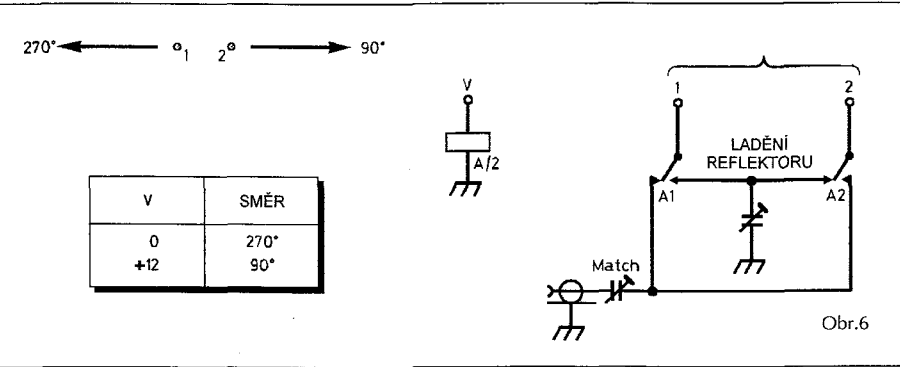 270° 1 2 90°
V
A/2
V SMĚR
0 270°
+12 90°
1 2
LADĚNÍ
REFLEKTORU
A1 A2
Match
Obr.6